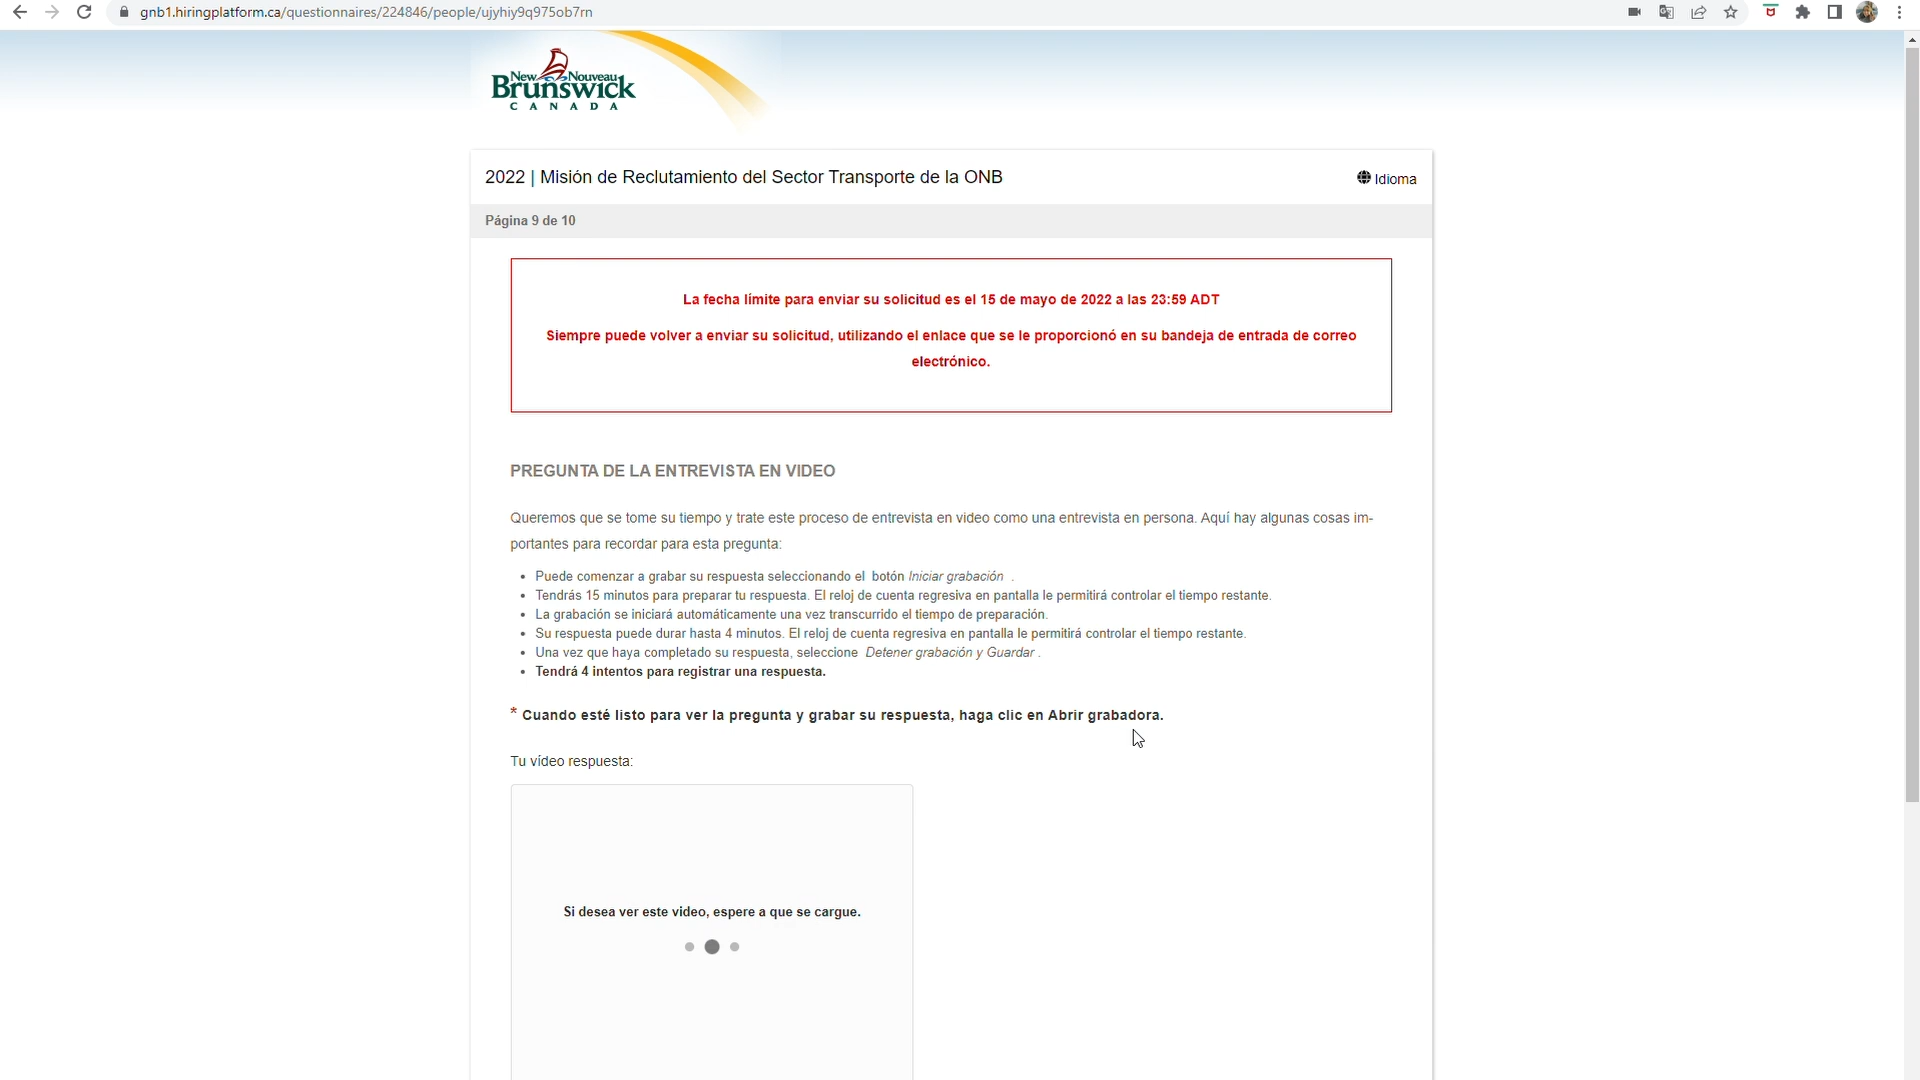 gnb1.hiringplatform.ca/questionnaires/224846/people/ujyhiy9q975ob7rn
New Nouveau
Brunswick
CANADA
2022 | Misión de Reclutamiento del Sector Transporte de la ONB
Idioma
Página 9 de 10
La fecha límite para enviar su solicitud es el 15 de mayo de 2022 a las 23:59 ADT
Siempre puede volver a enviar su solicitud, utilizando el enlace que se le proporcionó en su bandeja de entrada de correo
electrónico.
PREGUNTA DE LA ENTREVISTA EN VIDEO
Queremos que se tome su tiempo y trate este proceso de entrevista en video como una entrevista en persona. Aquí hay algunas cosas im-
portantes para recordar para esta pregunta:
• Puede comenzar a grabar su respuesta seleccionando el botón Iniciar grabación .
• Tendrás 15 minutos para preparar tu respuesta. El reloj de cuenta regresiva en pantalla le permitirá controlar el tiempo restante.
• La grabación se iniciará automáticamente una vez transcurrido el tiempo de preparación.
• Su respuesta puede durar hasta 4 minutos. El reloj de cuenta regresiva en pantalla le permitirá controlar el tiempo restante.
• Una vez que haya completado su respuesta, seleccione Detener grabación y Guardar .
• Tendrá 4 intentos para registrar una respuesta.
* Cuando esté listo para ver la pregunta y grabar su respuesta, haga clic en Abrir grabadora.
Tu vídeo respuesta:
Si desea ver este video, espere a que se cargue.